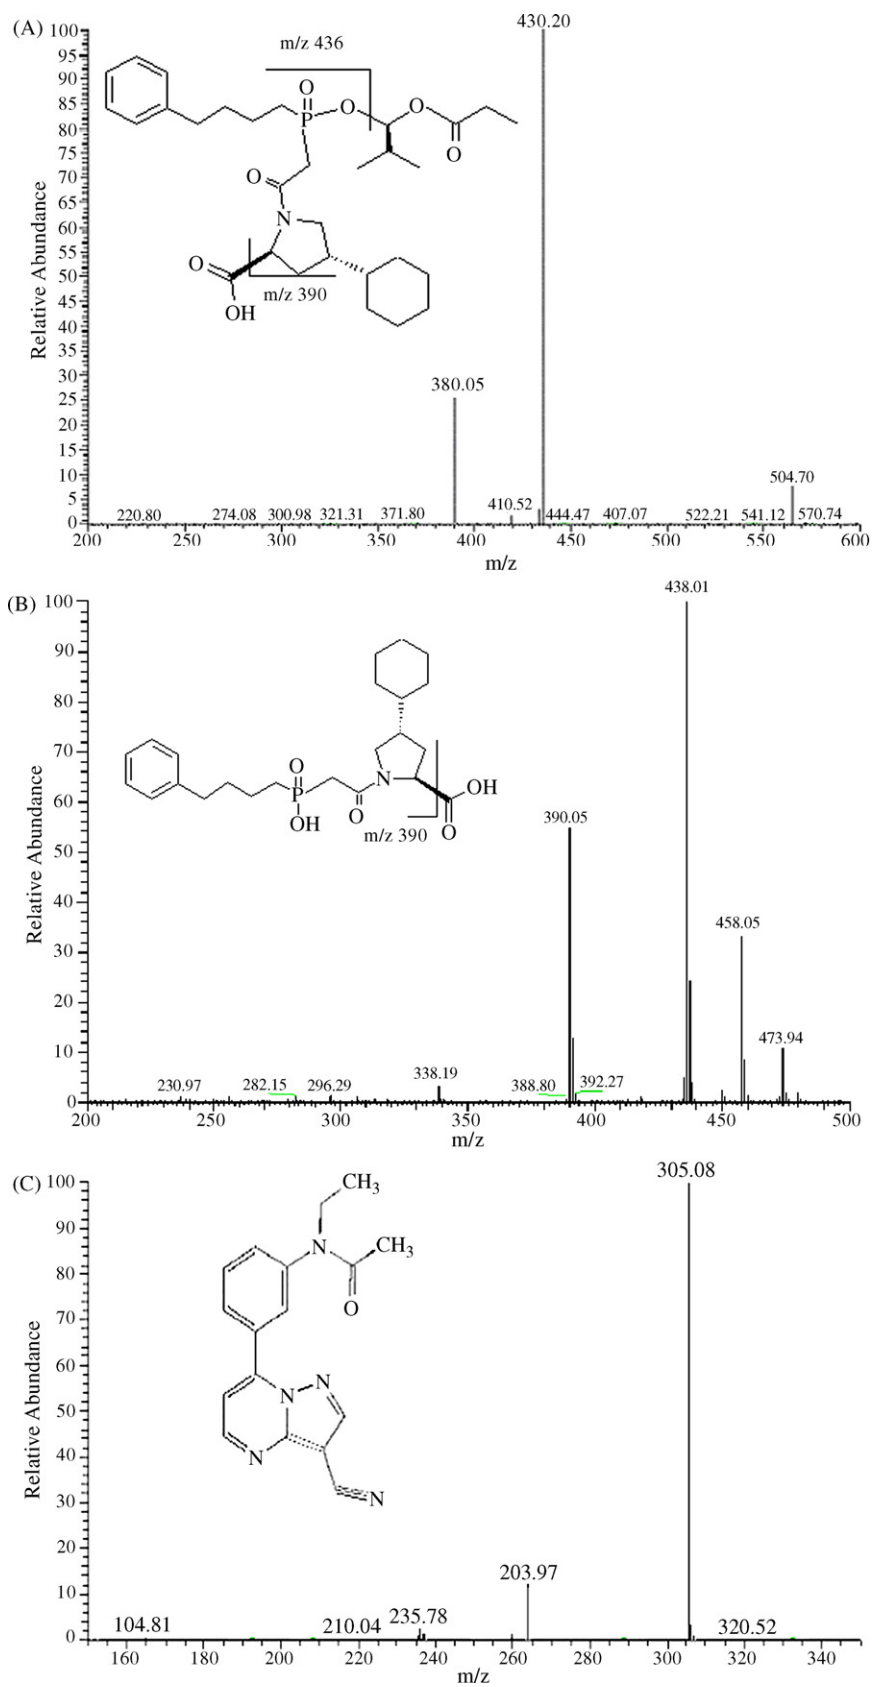 (A)
Relative Abundance
100
95
90
85
80
75
70
65
60
55
50
45
40
35
30
25
20
15
10
5
0
430.20
m/z 436
O
P
O
O
O
O
N
O
OH
m/z 390
380.05
504.70
220.80 274.08 300.98 321.31 371.80 410.52 444.47 407.07 522.21 541.12 570.74
200 250 300 350 400 450 500 550 600
m/z
(B)
Relative Abundance
100
90
80
70
60
50
40
30
20
10
0
438.01
O
P
OH
O
N
OH
O
m/z 390
390.05
458.05
473.94
230.97 282.15 296.29 338.19 388.80 392.27
200 250 300 350 400 450 500
m/z
(C)
Relative Abundance
100
90
80
70
60
50
40
30
20
10
0
305.08
CH3
N
CH3
O
N
N
N
N
203.97
104.81 210.04 235.78 320.52
160 180 200 220 240 260 280 300 320 340
m/z